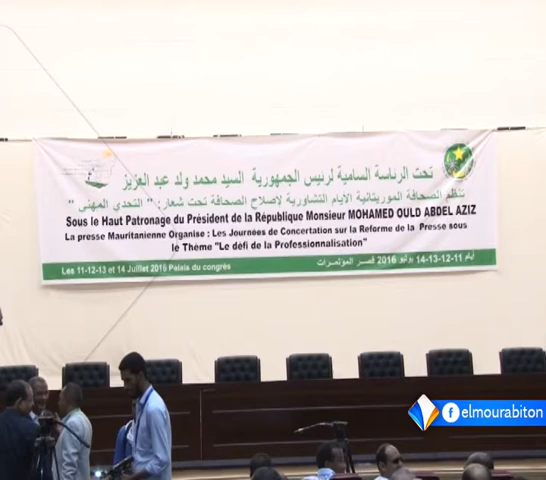 تحت الرئاسة السامية لرئيس الجمهورية السيد محمد ولد عبد العزيز
تنظم الصحافة الموريتانية الايام التشاورية لاصلاح الصحافة تحت شعار: " التحدي المهني "
Sous le Haut Patronage du Président de la République Monsieur MOHAMED OULD ABDEL AZIZ
La presse Mauritanienne Organise : Les Journées de Concertation sur la Reforme de la Presse sous
le Thème "Le défi de la Professionnalisation"
Les 11-12-13 et 14 Juillet 2016 Palais du congrés
أيام 11-12-13-14 يوليو 2016 قصر المؤتمرات
elmourabiton